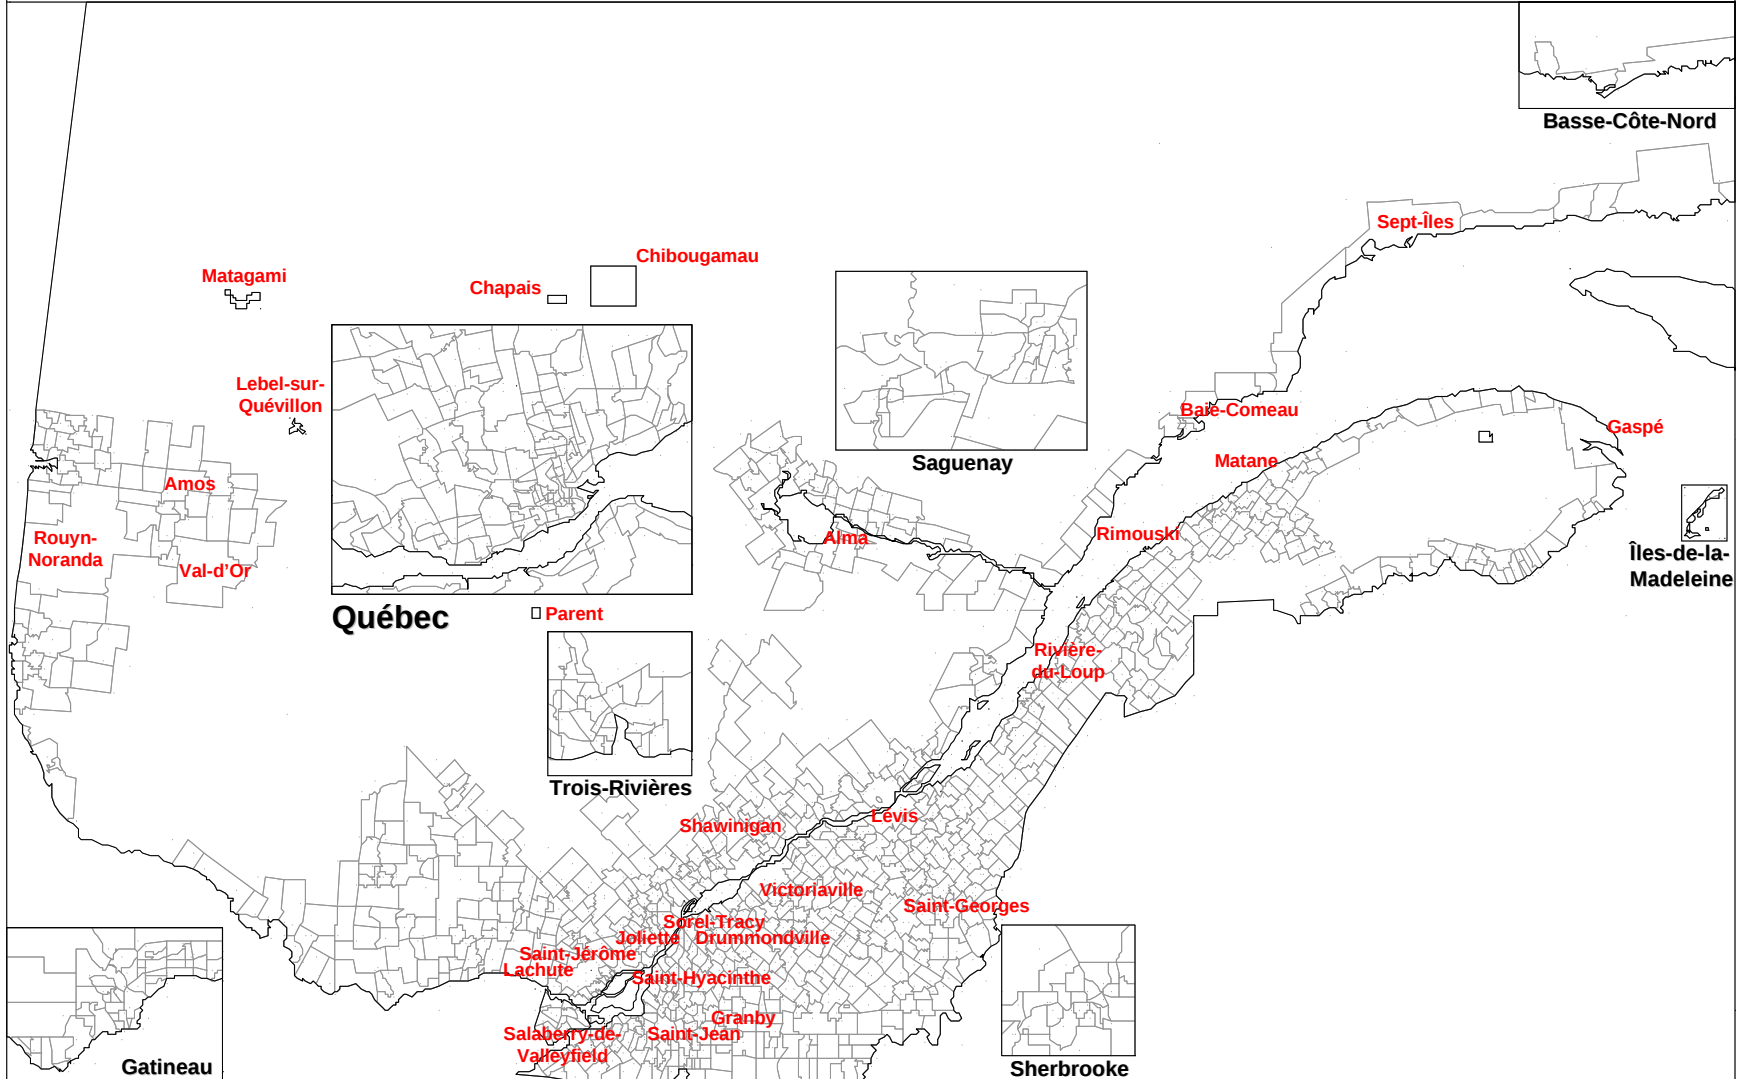 Basse-Côte-Nord
Sept-Îles
Chibougamau
Matagami
Chapais
Lebel-sur-
Quévillon
Baie-Comeau
Gaspé
Matane
Saguenay
Amos
Rouyn-
Noranda
Val-d’Or
Alma
Rimouski
Îles-de-la-
Madeleine
Québec
Parent
Rivière-
du-Loup
Trois-Rivières
Shawinigan
Lévis
Victoriaville
Saint-Georges
Sorel-Tracy
Joliette
Drummondville
Saint-Jérôme
Lachute
Saint-Hyacinthe
Granby
Salaberry-de-
Valleyfield
Saint-Jean
Gatineau
Sherbrooke